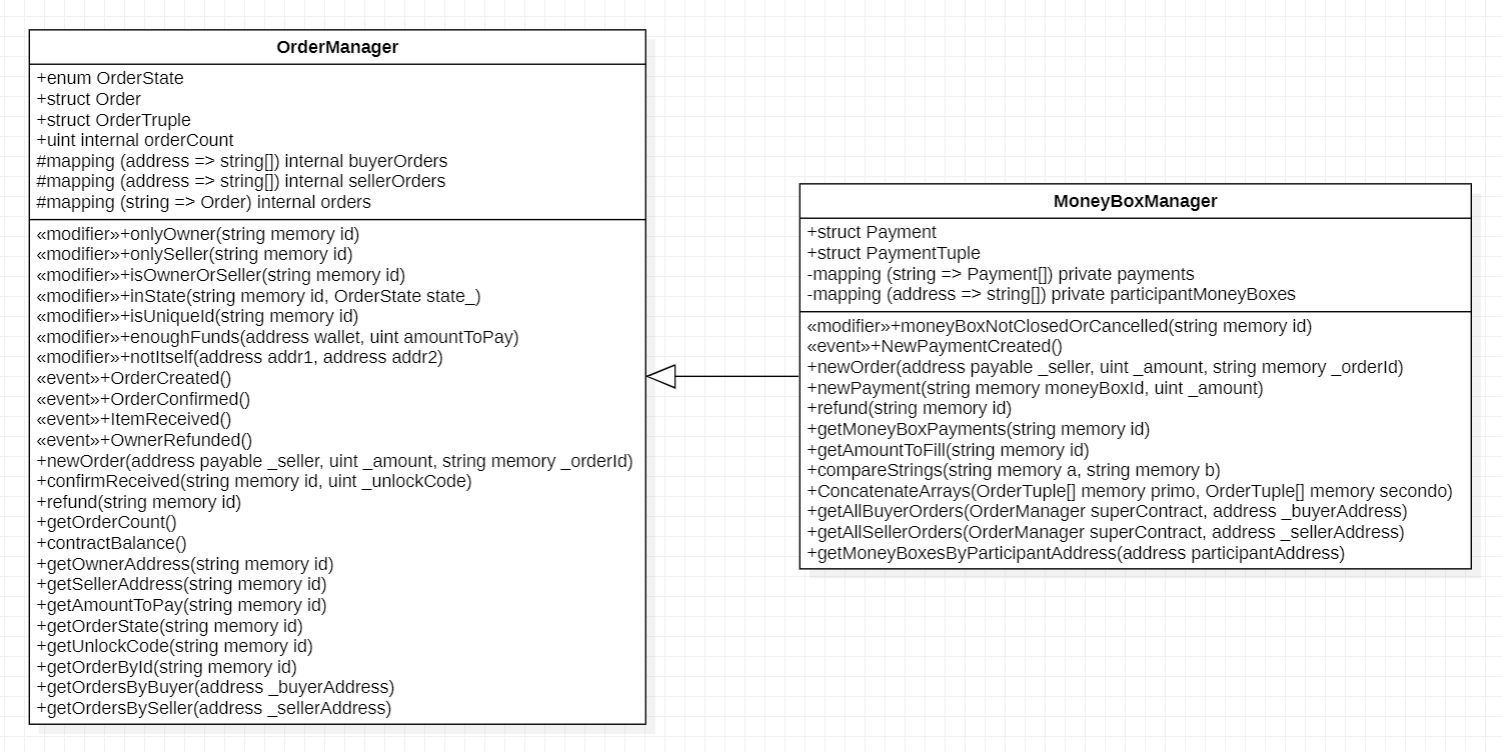 OrderManager
+enum OrderState
+struct Order
+struct OrderTruple
+uint internal orderCount
#mapping (address => string[]) internal buyerOrders
#mapping (address => string[]) internal sellerOrders
#mapping (string => Order) internal orders
«modifier»+onlyOwner(string memory id)
«modifier»+onlySeller(string memory id)
«modifier»+isOwnerOrSeller(string memory id)
«modifier»+inState(string memory id, OrderState state_)
«modifier»+isUniqueId(string memory id)
«modifier»+enoughFunds(address wallet, uint amountToPay)
«modifier»+notItself(address addr1, address addr2)
«event»+OrderCreated()
«event»+OrderConfirmed()
«event»+ItemReceived()
«event»+OwnerRefunded()
+newOrder(address payable _seller, uint _amount, string memory _orderId)
+confirmReceived(string memory id, uint _unlockCode)
+refund(string memory id)
+getOrderCount()
+contractBalance()
+getOwnerAddress(string memory id)
+getSellerAddress(string memory id)
+getAmountToPay(string memory id)
+getOrderState(string memory id)
+getUnlockCode(string memory id)
+getOrderById(string memory id)
+getOrdersByBuyer(address _buyerAddress)
+getOrdersBySeller(address _sellerAddress)
MoneyBoxManager
+struct Payment
+struct PaymentTuple
-mapping (string => Payment[]) private payments
-mapping (address => string[]) private participantMoneyBoxes
«modifier»+moneyBoxNotClosedOrCancelled(string memory id)
«event»+NewPaymentCreated()
+newOrder(address payable _seller, uint _amount, string memory _orderId)
+newPayment(string memory moneyBoxId, uint _amount)
+refund(string memory id)
+getMoneyBoxPayments(string memory id)
+getAmountToFill(string memory id)
+compareStrings(string memory a, string memory b)
+ConcatenateArrays(OrderTuple[] memory primo, OrderTuple[] memory secondo)
+getAllBuyerOrders(OrderManager superContract, address _buyerAddress)
+getAllSellerOrders(OrderManager superContract, address _sellerAddress)
+getMoneyBoxesByParticipantAddress(address participantAddress)